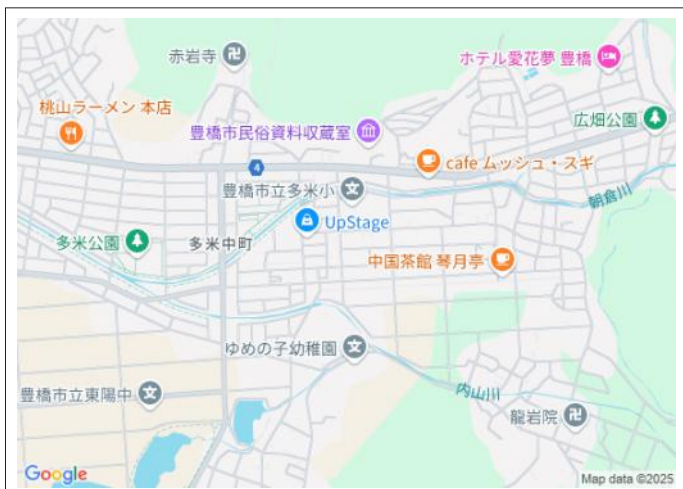 赤岩寺
ホテル愛花夢 豊橋
桃山ラーメン 本店
広畑公園
豊橋市民俗資料収蔵室
4
cafe ムッシュ・スギ
豊橋市立多米小
朝倉川
UpStage
多米公園
多米中町
中国茶館 琴月亭
ゆめの子幼稚園
豊橋市立東陽中
内山川
龍岩院
Google
Map data ©2025